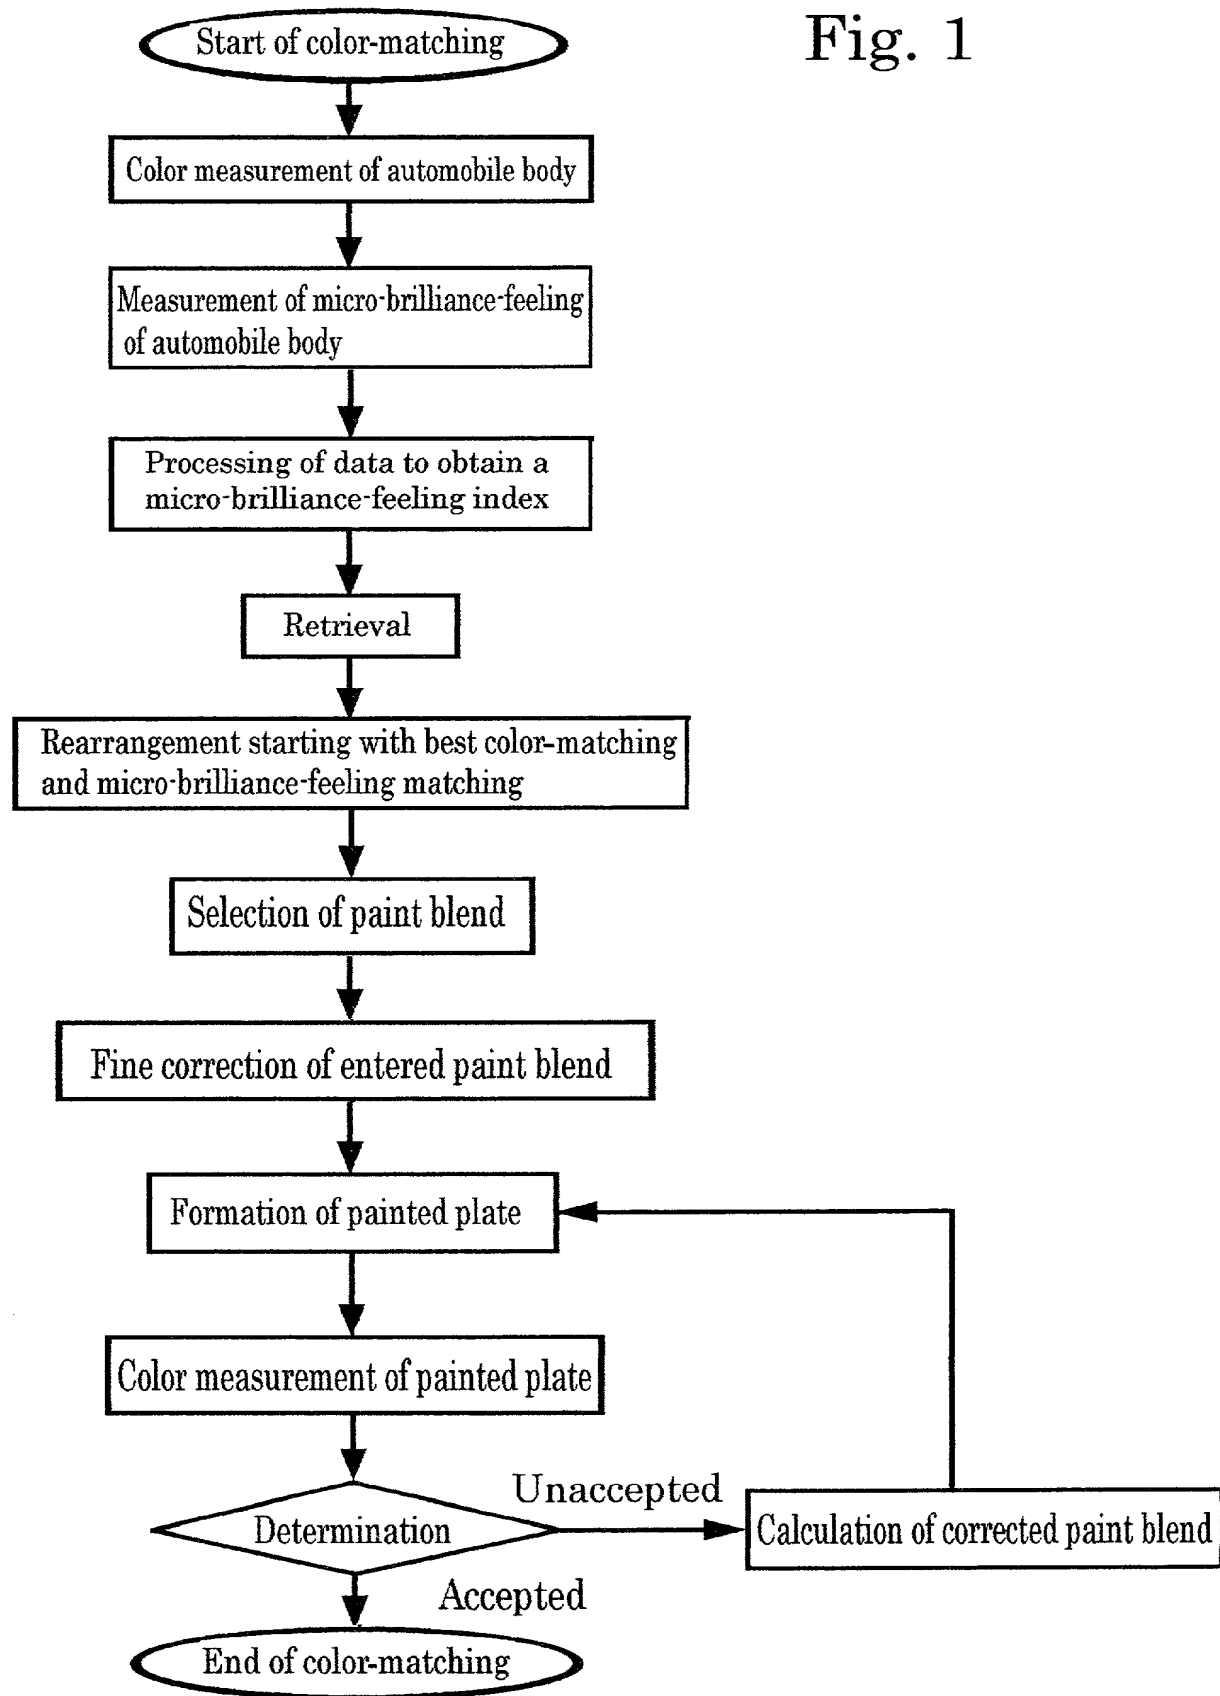 Fig. 1
Start of color-matching
Color measurement of automobile body
Measurement of micro-brilliance-feeling
of automobile body
Processing of data to obtain a
micro-brilliance-feeling index
Retrieval
Rearrangement starting with best color-matching
and micro-brilliance-feeling matching
Selection of paint blend
Fine correction of entered paint blend
Formation of painted plate
Color measurement of painted plate
Determination
Unaccepted
Calculation of corrected paint blend
Accepted
End of color-matching